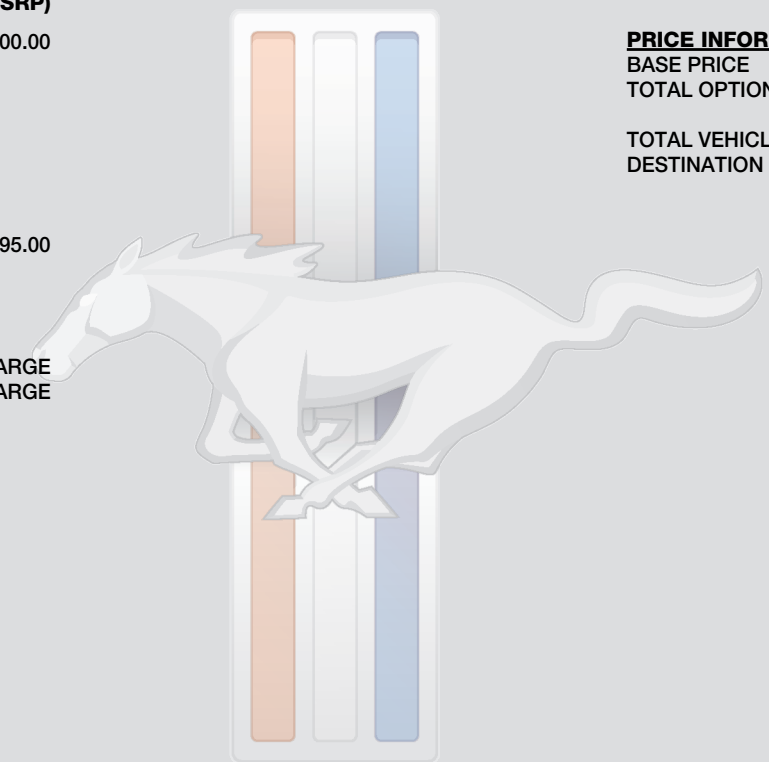 SRP)
00.00
95.00
ARGE
ARGE
PRICE INFOR
BASE PRICE
TOTAL OPTION
TOTAL VEHICL
DESTINATION